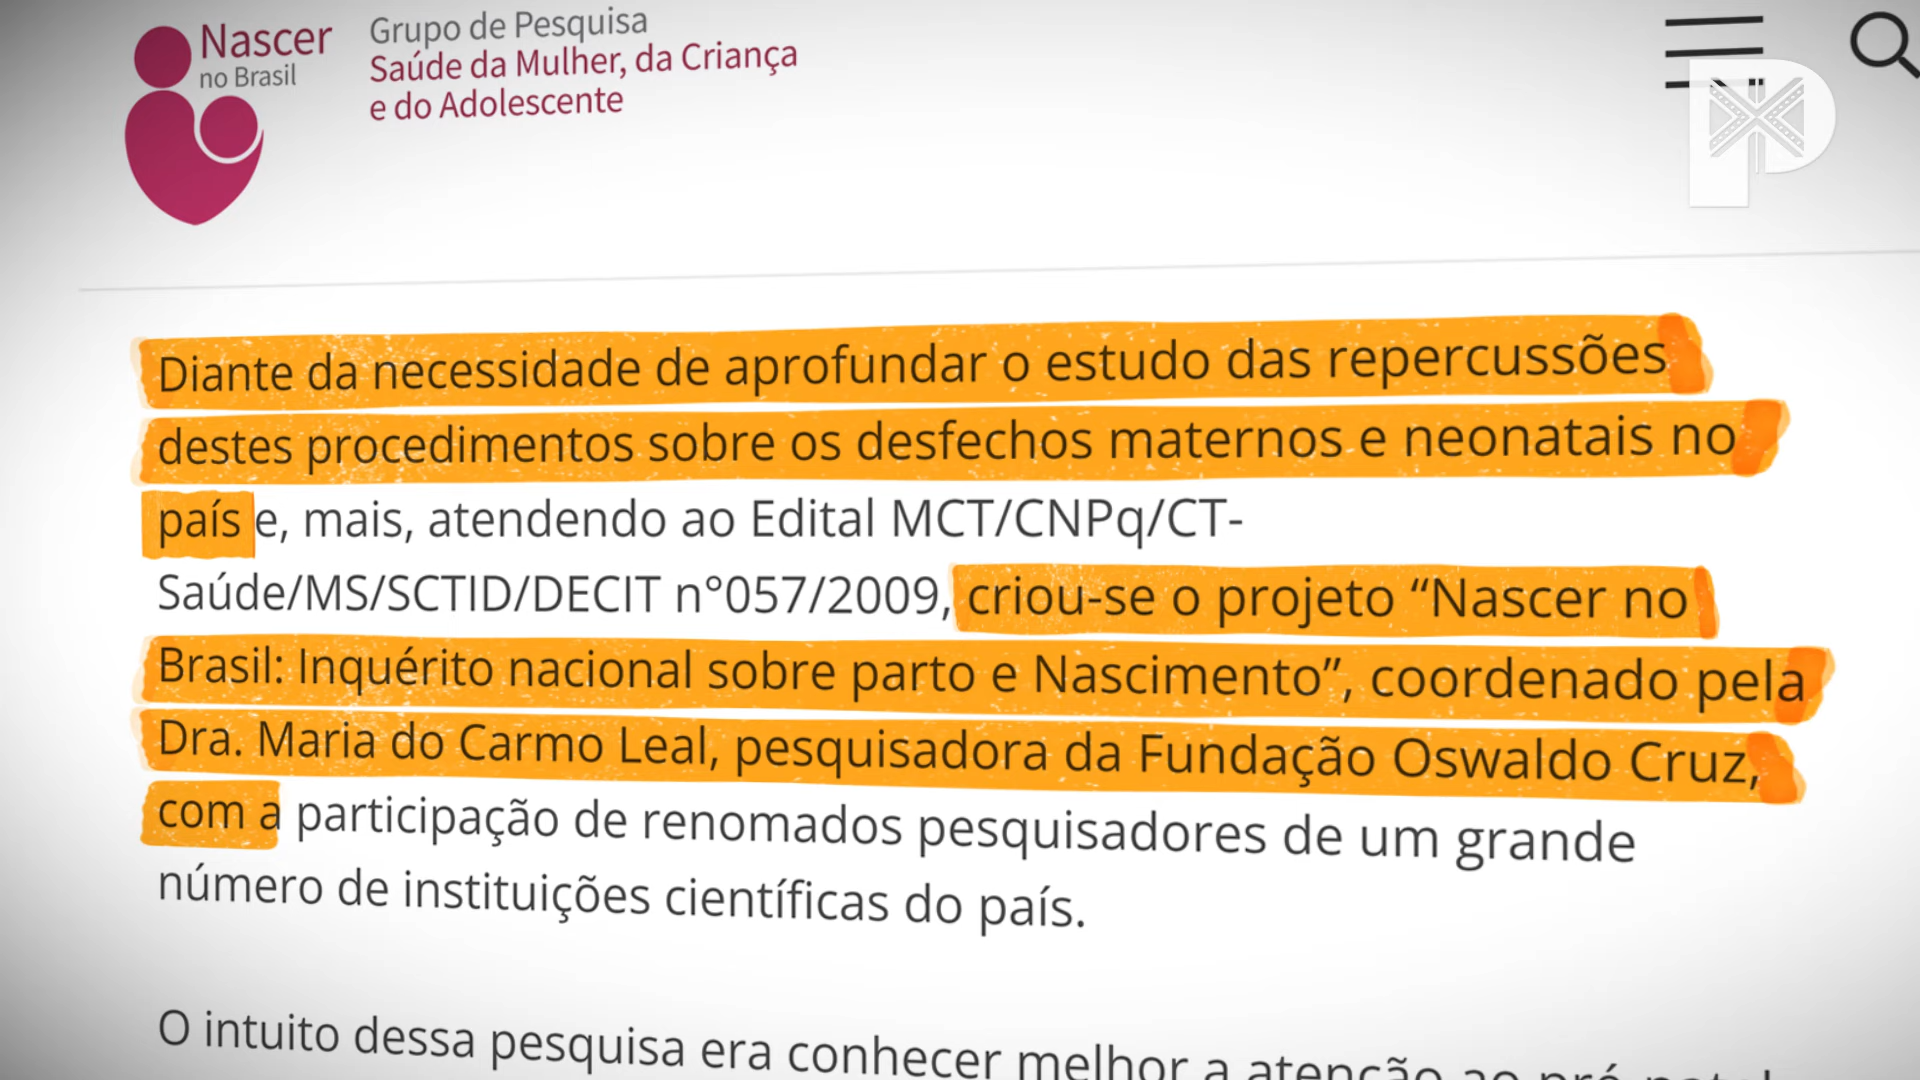 Nascer
no Brasil
Grupo de Pesquisa
Saúde da Mulher, da Criança
e do Adolescente
Diante da necessidade de aprofundar o estudo das repercussões
destes procedimentos sobre os desfechos maternos e neonatais no
país e, mais, atendendo ao Edital MCT/CNPq/CT-
Saúde/MS/SCTID/DECIT n°057/2009, criou-se o projeto “Nascer no
Brasil: Inquérito nacional sobre parto e Nascimento”, coordenado pela
Dra. Maria do Carmo Leal, pesquisadora da Fundação Oswaldo Cruz,
com a participação de renomados pesquisadores de um grande
número de instituições científicas do país.
O intuito dessa pesquisa era conhecer melhor a atenção ao